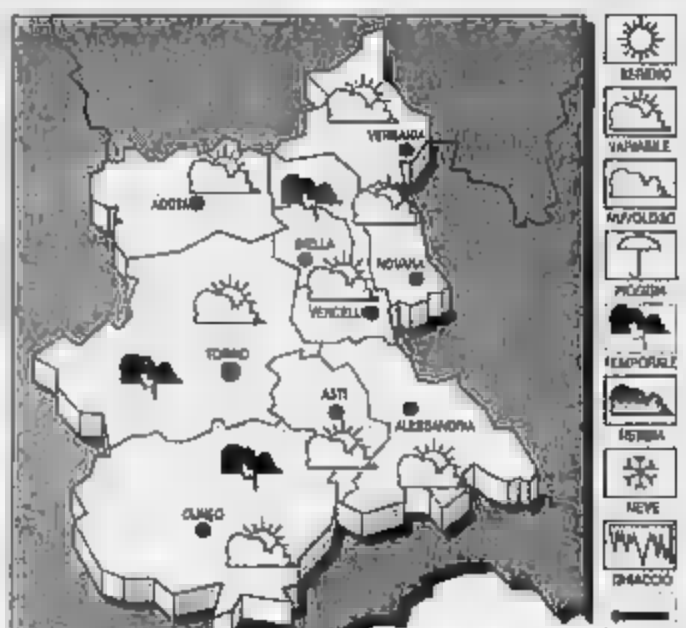 VERBANIA
AOSTA
BIELLA
NOVARA
VERCELLI
TORINO
ASTI
ALESSANDRIA
CUNEO
SERENO
VARIABILE
NUVOLOSO
PIOGGIA
TEMPORALE
NEBBIA
NEVE
GHIACCIO